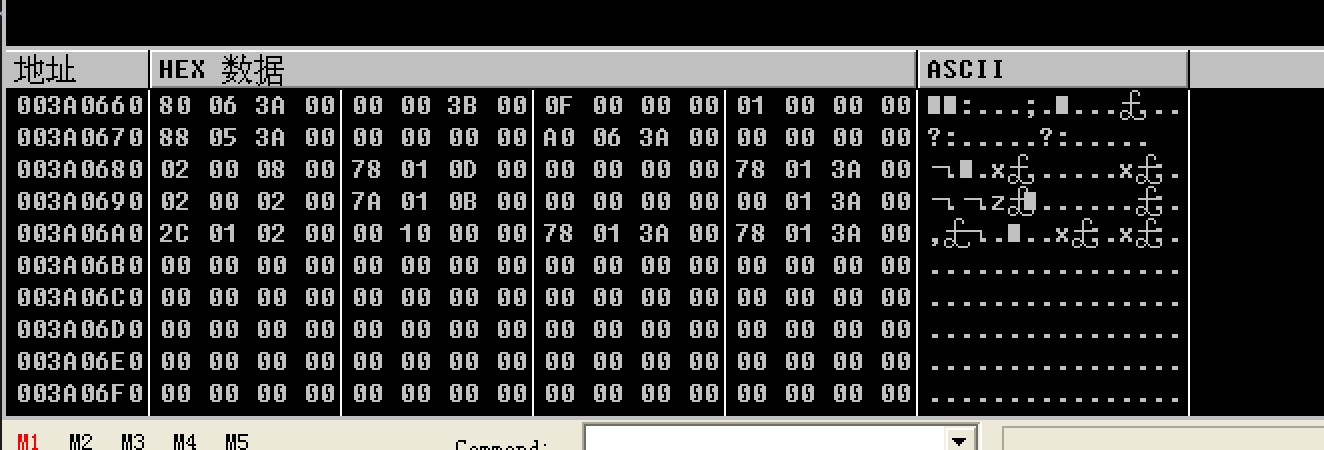 地址 HEX 数据 ASCII
003A0660 80 06 3A 00 00 00 3B 00 0F 00 00 00 01 00 00 00 ██:...;.█...£...
003A0670 88 05 3A 00 00 00 00 00 A0 06 3A 00 00 00 00 00 ?:.....?:.....
003A0680 02 00 08 00 78 01 0D 00 00 00 00 00 78 01 3A 00 ¬█.x£.....x£.
003A0690 02 00 02 00 7A 01 0B 00 00 00 00 00 00 01 3A 00 ¬¬z£█......£.
003A06A0 2C 01 02 00 00 10 00 00 78 01 3A 00 78 01 3A 00 ,£¬.█..x£.x£.
003A06B0 00 00 00 00 00 00 00 00 00 00 00 00 00 00 00 00 ................
003A06C0 00 00 00 00 00 00 00 00 00 00 00 00 00 00 00 00 ................
003A06D0 00 00 00 00 00 00 00 00 00 00 00 00 00 00 00 00 ................
003A06E0 00 00 00 00 00 00 00 00 00 00 00 00 00 00 00 00 ................
003A06F0 00 00 00 00 00 00 00 00 00 00 00 00 00 00 00 00 ................
M1 M2 M3 M4 M5 Command: